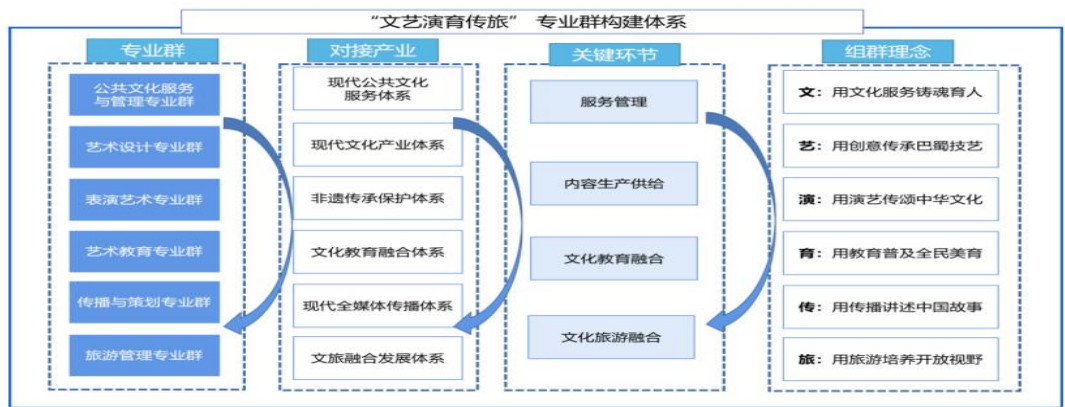 “文艺演育传旅” 专业群构建体系
专业群
公共文化服务
与管理专业群
艺术设计专业群
表演艺术专业群
艺术教育专业群
传播与策划专业群
旅游管理专业群
对接产业
现代公共文化
服务体系
现代文化产业体系
非遗传承保护体系
文化教育融合体系
现代全媒体传播体系
文旅融合发展体系
关键环节
服务管理
内容生产供给
文化教育融合
文化旅游融合
组群理念
文：用文化服务铸魂育人
艺：用创意传承巴蜀技艺
演：用演艺传颂中华文化
育：用教育普及全民美育
传：用传播讲述中国故事
旅：用旅游培养开放视野